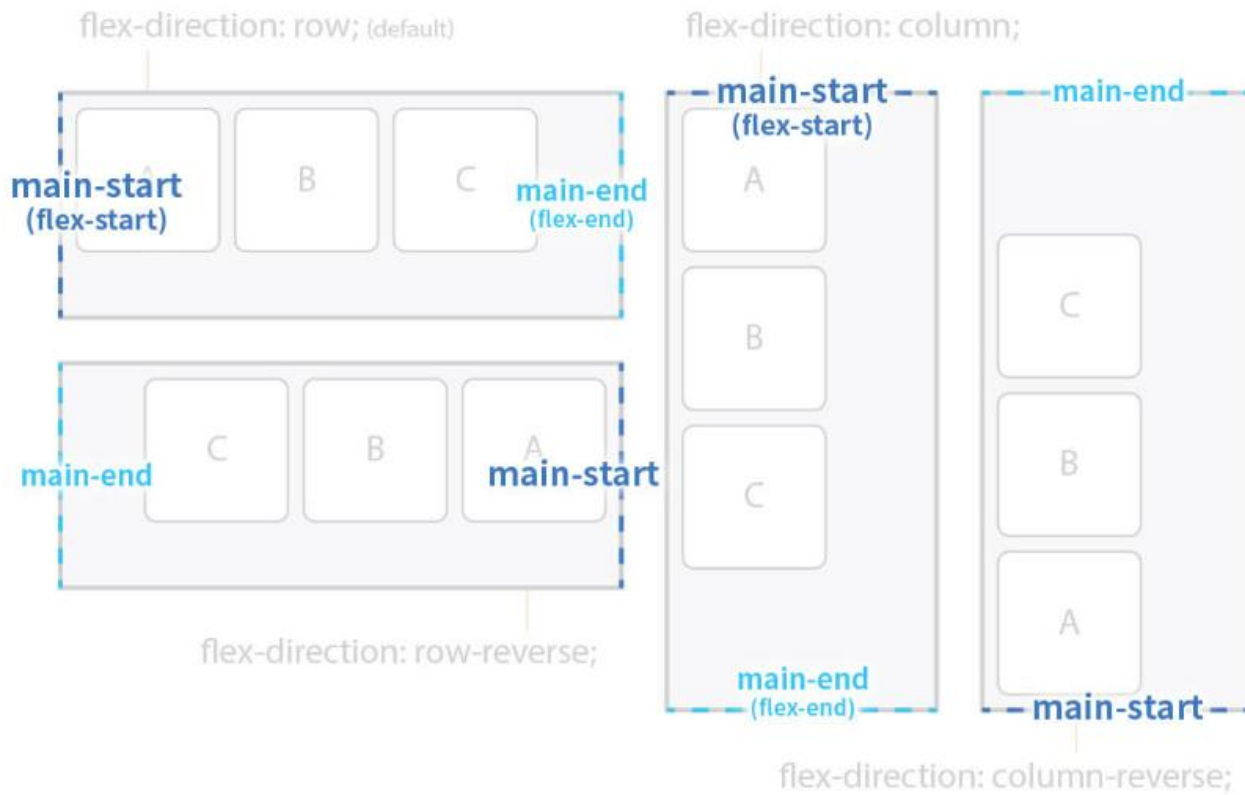 flex-direction: row; (default)
main-start
(flex-start)
A
B
C
main-end
(flex-end)
main-end
C
B
A
main-start
flex-direction: row-reverse;
flex-direction: column;
main-start
(flex-start)
A
B
C
main-end
(flex-end)
main-end
C
B
A
main-start
flex-direction: column-reverse;